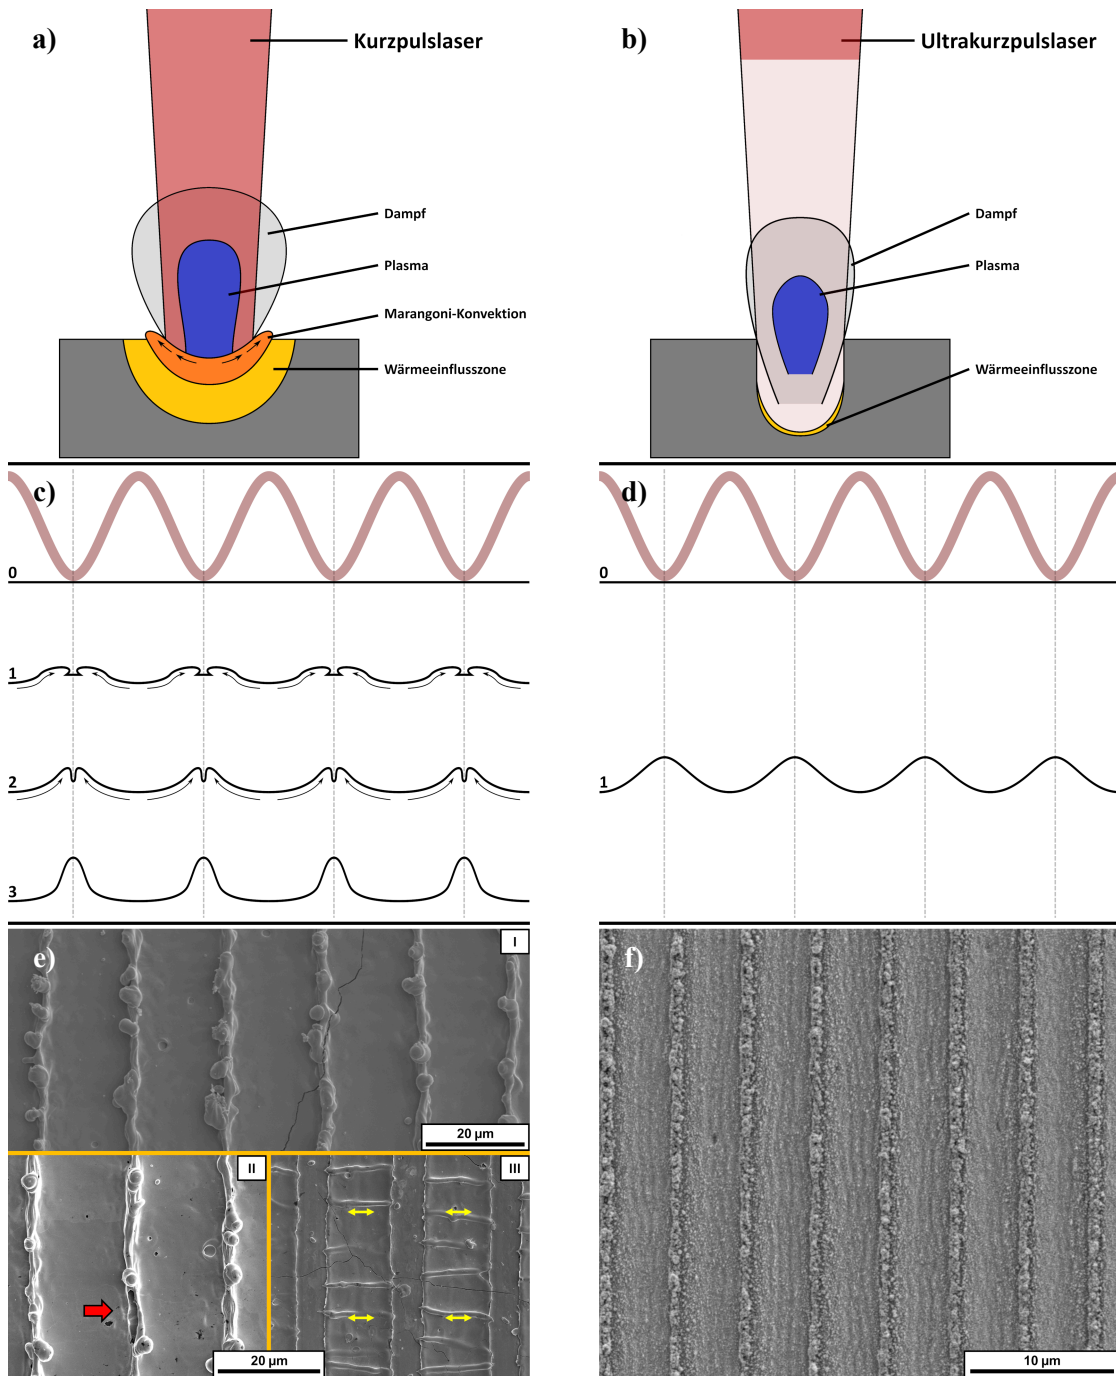 a)
Kurzpulslaser
Dampf
Plasma
Marangoni-Konvektion
Wärmeeinflusszone
b)
Ultrakurzpulslaser
Dampf
Plasma
Wärmeeinflusszone
c)
0
1
2
3
d)
0
1
e)
I
20 µm
II
20 µm
III
f)
10 µm